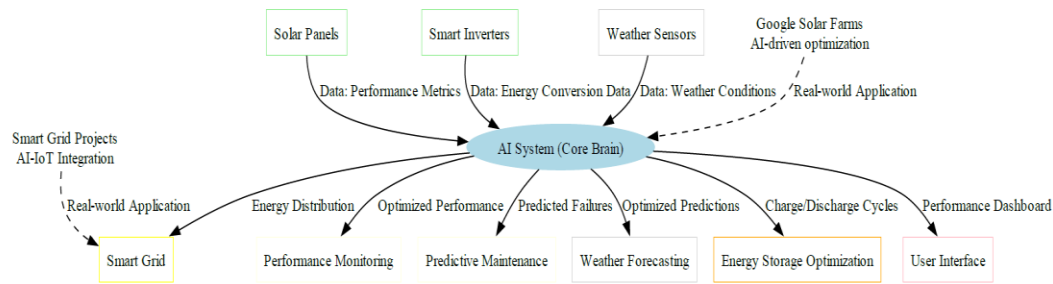 Solar Panels
Smart Inverters
Weather Sensors
Google Solar Farms
AI-driven optimization
Data: Performance Metrics
Data: Energy Conversion Data
Data: Weather Conditions
Real-world Application
Smart Grid Projects
AI-IoT Integration
AI System (Core Brain)
Real-world Application
Energy Distribution
Optimized Performance
Predicted Failures
Optimized Predictions
Charge/Discharge Cycles
Performance Dashboard
Smart Grid
Performance Monitoring
Predictive Maintenance
Weather Forecasting
Energy Storage Optimization
User Interface